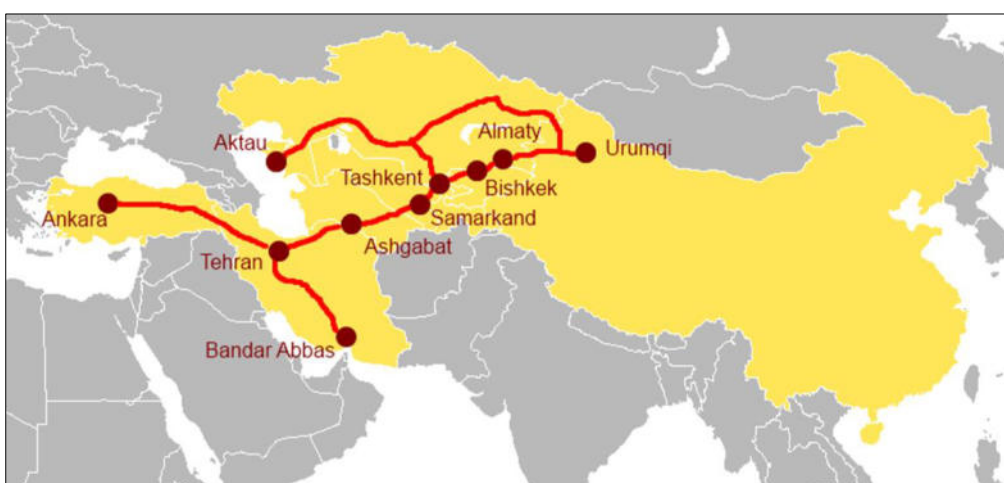 Aktau
Almaty
Urumqi
Tashkent
Bishkek
Ankara
Samarkand
Ashgabat
Tehran
Bandar Abbas